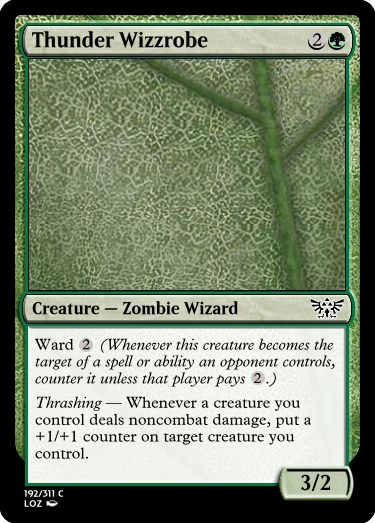 Thunder Wizzrobe 2
Creature — Zombie Wizard
Ward 2 (Whenever this creature becomes the
target of a spell or ability an opponent controls,
counter it unless that player pays 2.)
Thrashing — Whenever a creature you
control deals noncombat damage, put a
+1/+1 counter on target creature you
control.
3/2
192/311 C
LOZ